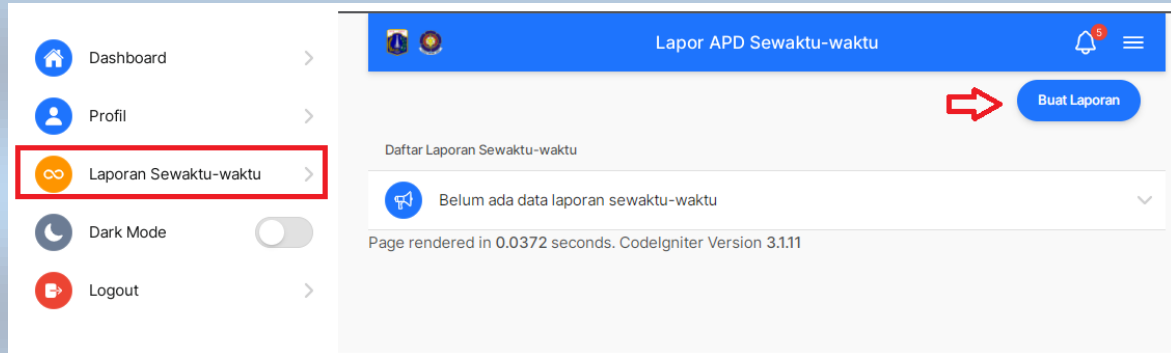 Dashboard
Profil
Laporan Sewaktu-waktu
Dark Mode
Logout
Lapor APD Sewaktu-waktu
5
Buat Laporan
Daftar Laporan Sewaktu-waktu
Belum ada data laporan sewaktu-waktu
Page rendered in 0.0372 seconds. CodeIgniter Version 3.1.11